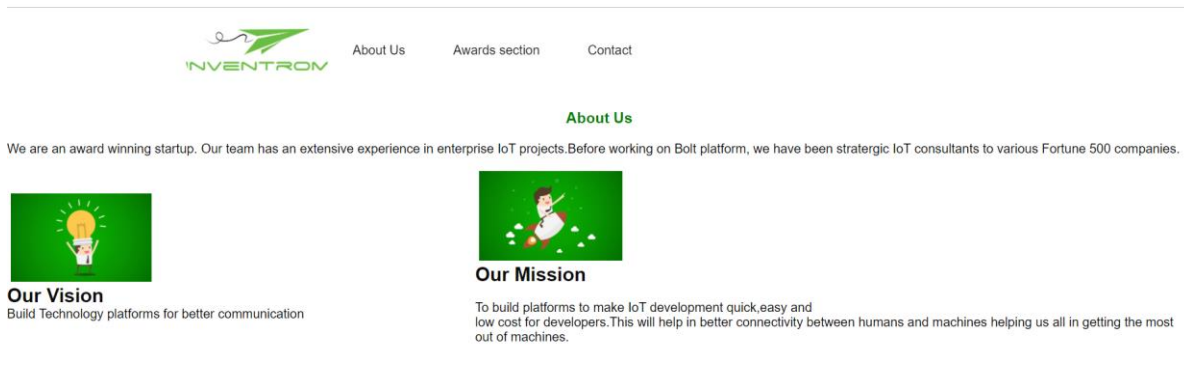 INVENTRON
About Us
Awards section
Contact
About Us
We are an award winning startup. Our team has an extensive experience in enterprise IoT projects.Before working on Bolt platform, we have been stratergic IoT consultants to various Fortune 500 companies.
Our Vision
Build Technology platforms for better communication
Our Mission
To build platforms to make IoT development quick,easy and
low cost for developers.This will help in better connectivity between humans and machines helping us all in getting the most
out of machines.